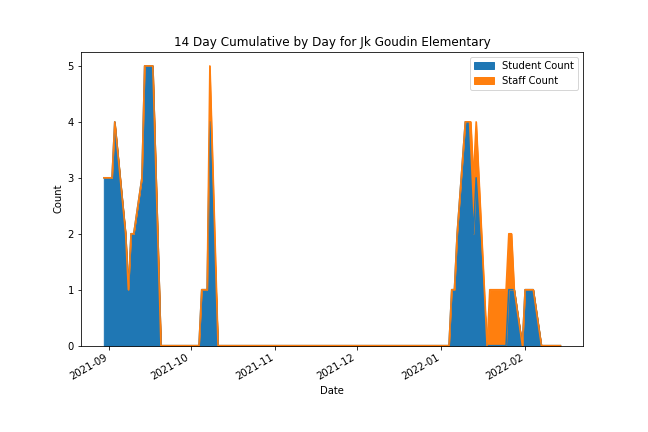 14 Day Cumulative by Day for Jk Goudin Elementary
Student Count
Staff Count
5
4
3
2
1
0
Count
2021-09
2021-10
2021-11
2021-12
2022-01
2022-02
Date